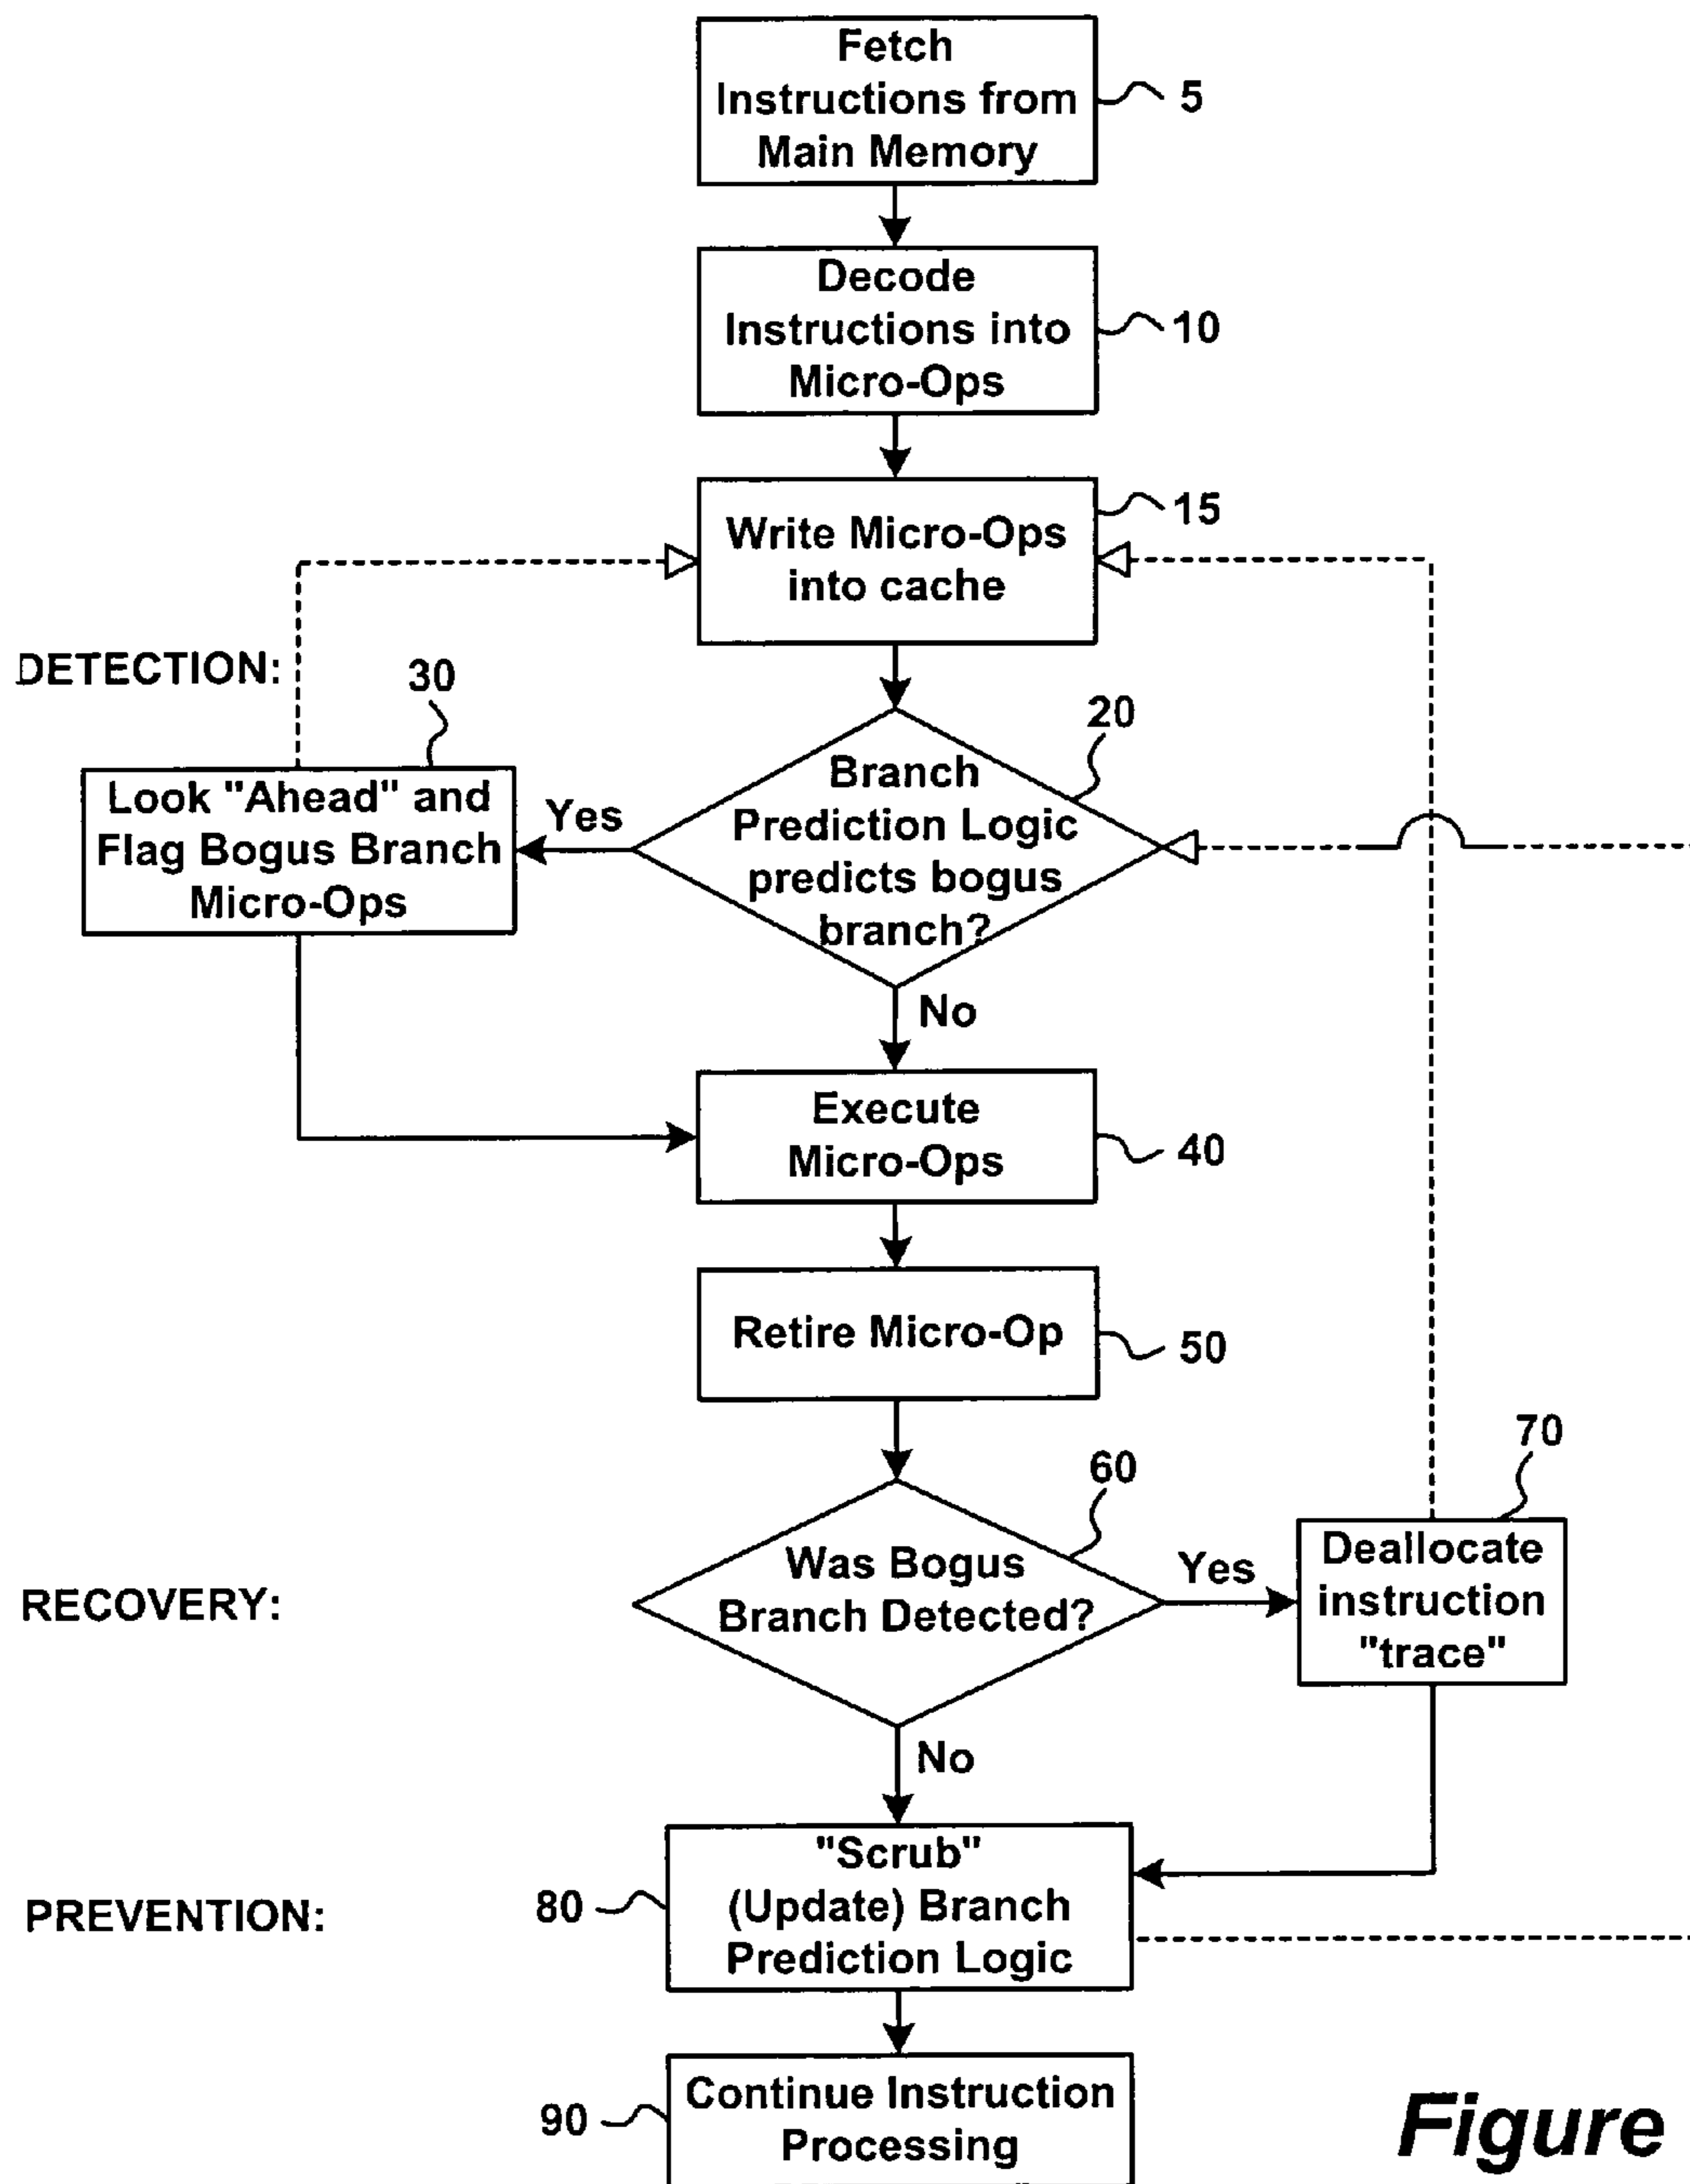 Fetch
Instructions from
Main Memory
5
Decode
Instructions into
Micro-Ops
10
Write Micro-Ops
into cache
15
DETECTION:
30
Look "Ahead" and
Flag Bogus Branch
Micro-Ops
Yes
20
Branch
Prediction Logic
predicts bogus
branch?
No
Execute
Micro-Ops
40
Retire Micro-Op
50
RECOVERY:
60
Was Bogus
Branch Detected?
Yes
70
Deallocate
instruction
"trace"
No
PREVENTION:
80
"Scrub"
(Update) Branch
Prediction Logic
90
Continue Instruction
Processing
Figure